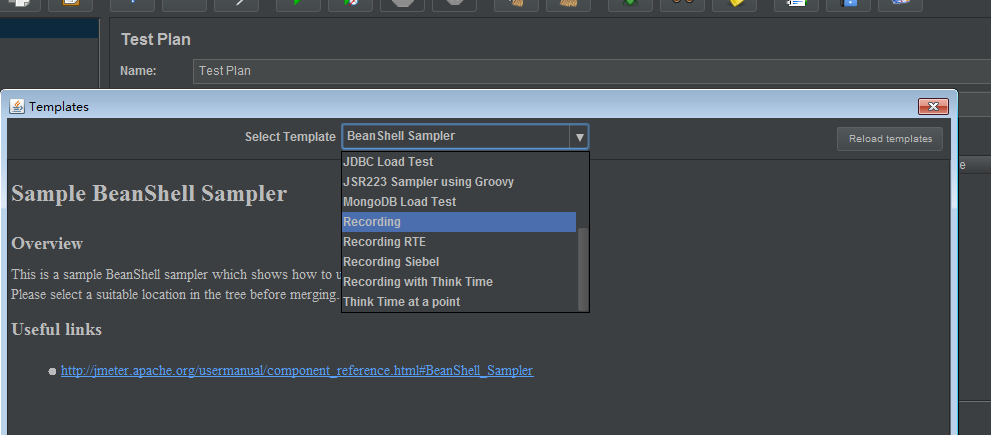 Test Plan
Name:
Test Plan
Templates
Select Template
BeanShell Sampler
Reload templates
JDBC Load Test
JSR223 Sampler using Groovy
MongoDB Load Test
Recording
Recording RTE
Recording Siebel
Recording with Think Time
Think Time at a point
Sample BeanShell Sampler
Overview
This is a sample BeanShell sampler which shows how to
Please select a suitable location in the tree before merging.
Useful links
http://jmeter.apache.org/usermanual/component_reference.html#BeanShell_Sampler